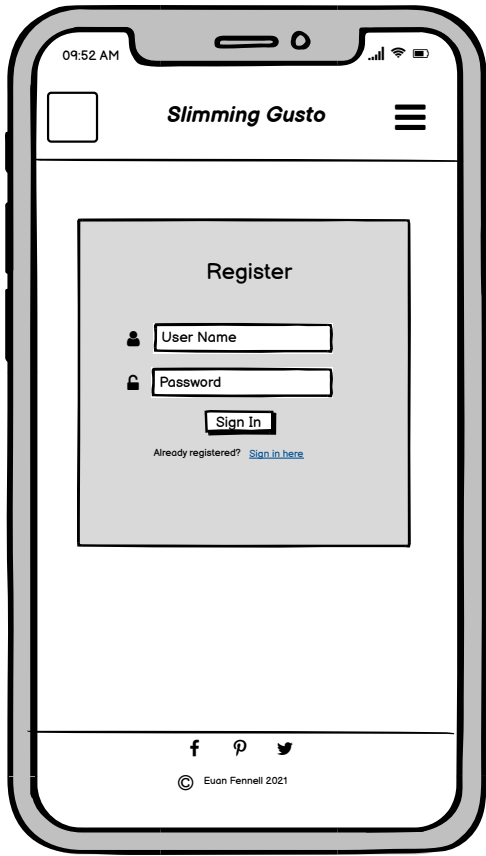 09:52 AM
Slimming Gusto
Register
User Name
Password
Sign In
Already registered? Sign in here
© Euan Fennell 2021